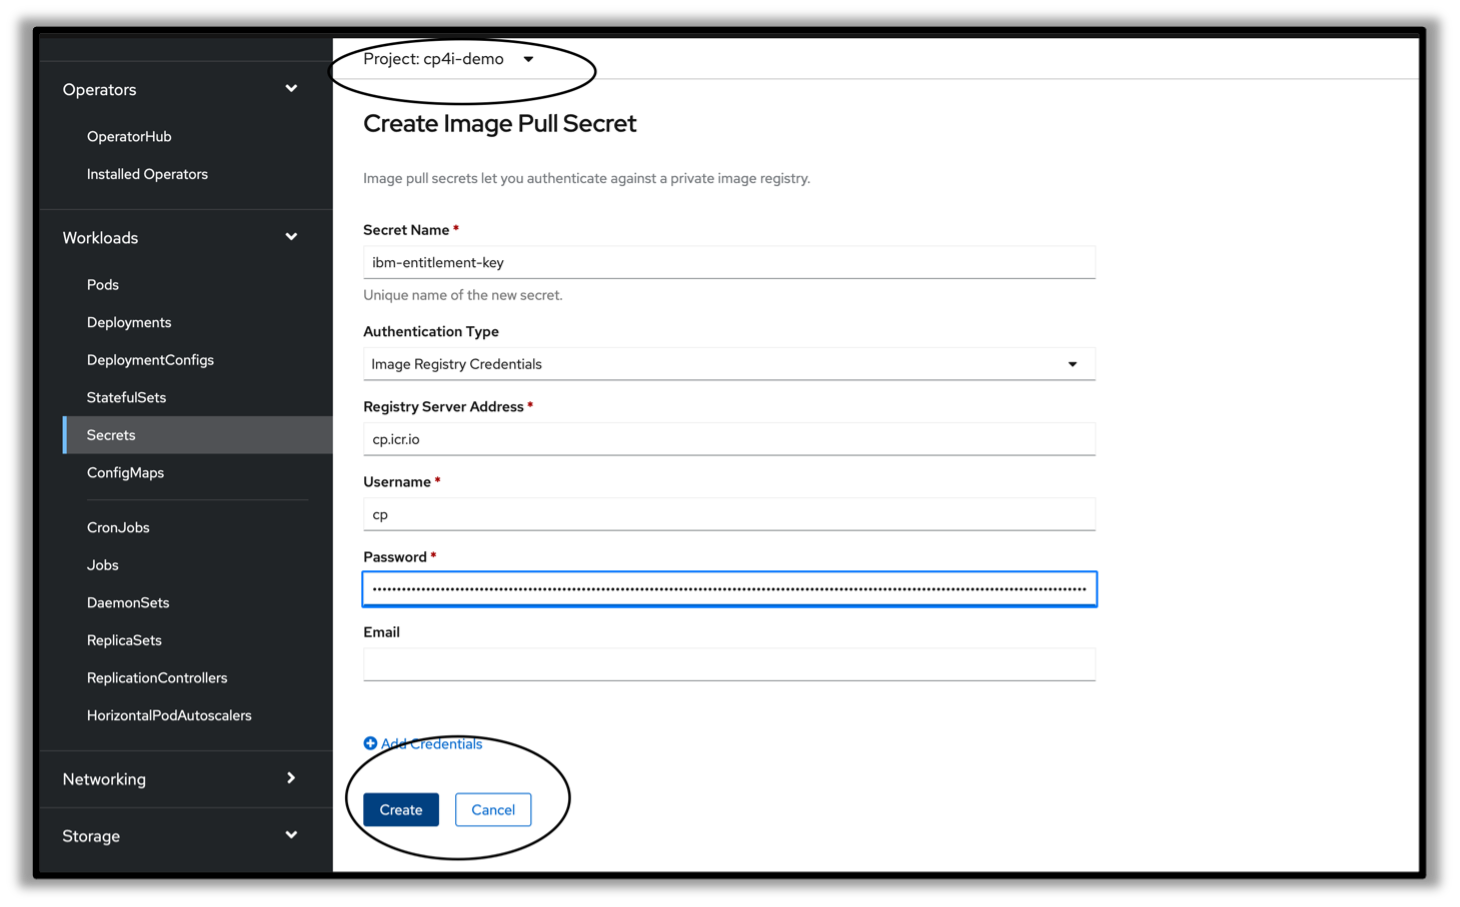 Operators
OperatorHub
Installed Operators
Workloads
Pods
Deployments
DeploymentConfigs
StatefulSets
Secrets
ConfigMaps
CronJobs
Jobs
DaemonSets
ReplicaSets
ReplicationControllers
HorizontalPodAutoscalers
Networking
Storage
Project: cp4i-demo
Create Image Pull Secret
Image pull secrets let you authenticate against a private image registry.
Secret Name *
ibm-entitlement-key
Unique name of the new secret.
Authentication Type
Image Registry Credentials
Registry Server Address *
cp.icr.io
Username *
cp
Password *
Email
Add Credentials
Create Cancel